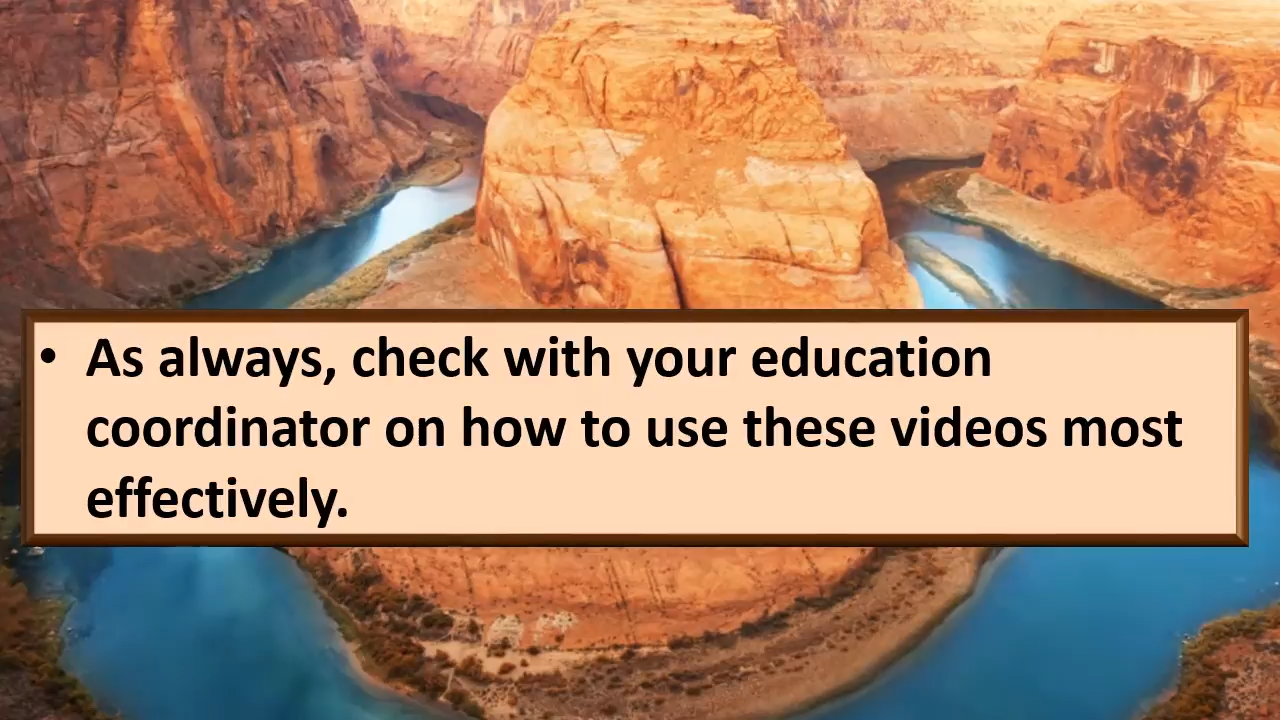 • As always, check with your education
coordinator on how to use these videos most
effectively.